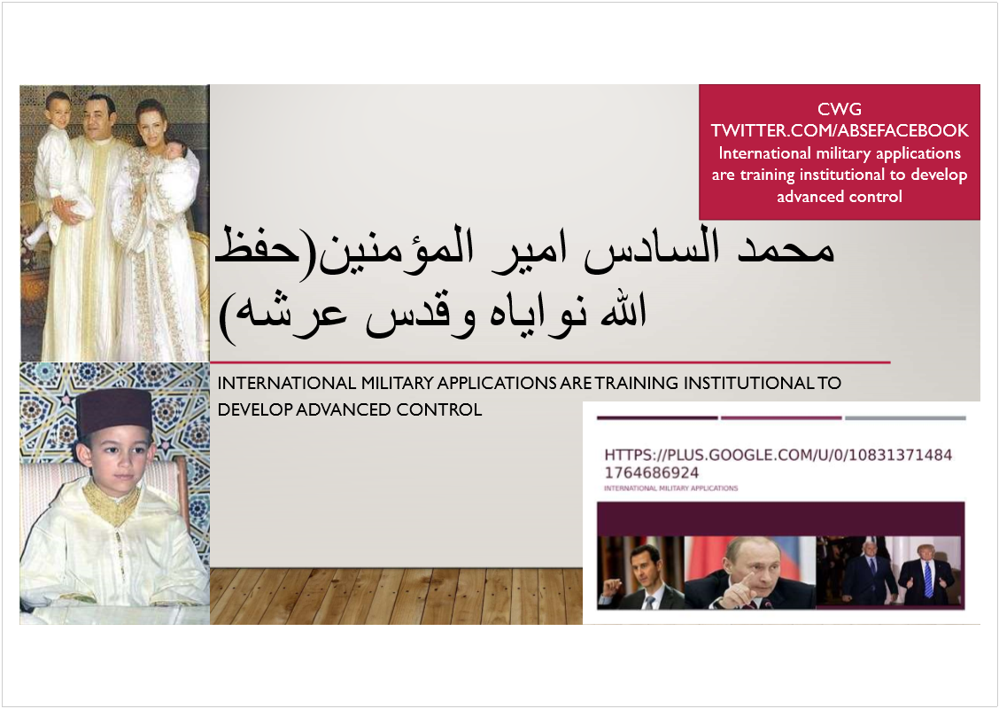 CWG
TWITTER.COM/ABSEFACEBOOK
International military applications
are training institutional to develop
advanced control
محمد السادس امير المؤمنين(حفظ
الله نواياه وقدس عرشه)
INTERNATIONAL MILITARY APPLICATIONS ARE TRAINING INSTITUTIONAL TO
DEVELOP ADVANCED CONTROL
HTTPS://PLUS.GOOGLE.COM/U/0/10831371484
1764686924
INTERNATIONAL MILITARY APPLICATIONS